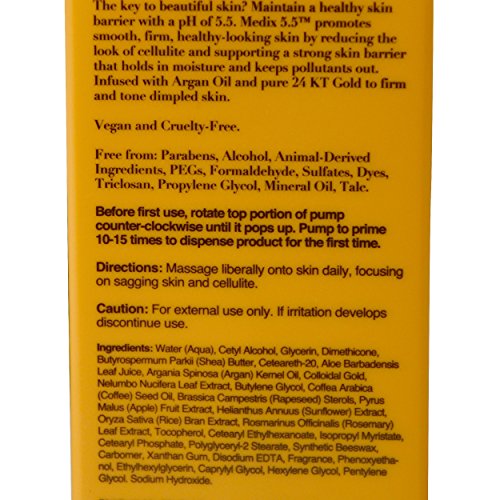 The key to beautiful skin? Maintain a healthy skin
barrier with a pH of 5.5. Medix 5.5™ promotes
smooth, firm, healthy-looking skin by reducing the
look of cellulite and supporting a strong skin barrier
that holds in moisture and keeps pollutants out.
Infused with Argan Oil and pure 24 KT Gold to firm
and tone dimpled skin.
Vegan and Cruelty-Free.
Free from: Parabens, Alcohol, Animal-Derived
Ingredients, PEGs, Formaldehyde, Sulfates, Dyes,
Triclosan, Propylene Glycol, Mineral Oil, Talc.
Before first use, rotate top portion of pump
counter-clockwise until it pops up. Pump to prime
10-15 times to dispense product for the first time.
Directions: Massage liberally onto skin daily, focusing
on sagging skin and cellulite.
Caution: For external use only. If irritation develops
discontinue use.
Ingredients: Water (Aqua), Cetyl Alcohol, Glycerin, Dimethicone,
Butyrospermum Parkii (Shea) Butter, Ceteareth-20, Aloe Barbadensis
Leaf Juice, Argania Spinosa (Argan) Kernel Oil, Colloidal Gold,
Nelumbo Nucifera Leaf Extract, Butylene Glycol, Coffea Arabica
(Coffee) Seed Oil, Brassica Campestris (Rapeseed) Sterols, Pyrus
Malus (Apple) Fruit Extract, Helianthus Annuus (Sunflower) Extract,
Oryza Sativa (Rice) Bran Extract, Rosmarinus Officinalis (Rosemary)
Leaf Extract, Tocopherol, Cetearyl Ethylhexanoate, Isopropyl Myristate,
Cetearyl Phosphate, Polyglyceryl-2 Stearate, Synthetic Beeswax,
Carbomer, Xanthan Gum, Disodium EDTA, Fragrance, Phenoxyetha-
nol, Ethylhexylglycerin, Caprylyl Glycol, Hexylene Glycol, Pentylene
Glycol. Sodium Hydroxide.